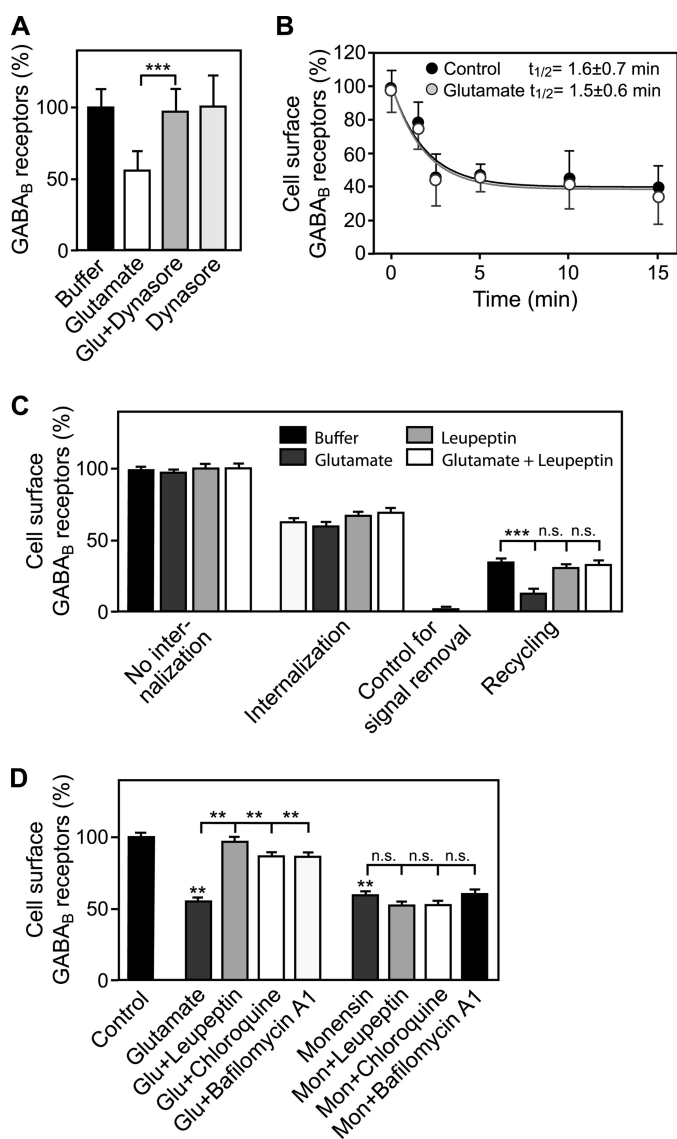 A
GABAB receptors (%)
100
50
0
***
Buffer
Glutamate
Glu+Dynasore
Dynasore
B
Cell surface
GABAB receptors (%)
120
100
80
60
40
20
0
Control t1/2= 1.6±0.7 min
Glutamate t1/2= 1.5±0.6 min
0 5 10 15
Time (min)
C
Cell surface
GABAB receptors (%)
100
50
0
Buffer Leupeptin
Glutamate Glutamate + Leupeptin
*** n.s. n.s.
No inter-
nalization
Internalization
Control for
signal removal
Recycling
D
Cell surface
GABAB receptors (%)
100
50
0
** ** **
**
n.s. n.s. n.s.
**
Control
Glutamate
Glu+Leupeptin
Glu+Chloroquine
Glu+Bafilomycin A1
Monensin
Mon+Leupeptin
Mon+Chloroquine
Mon+Bafilomycin A1